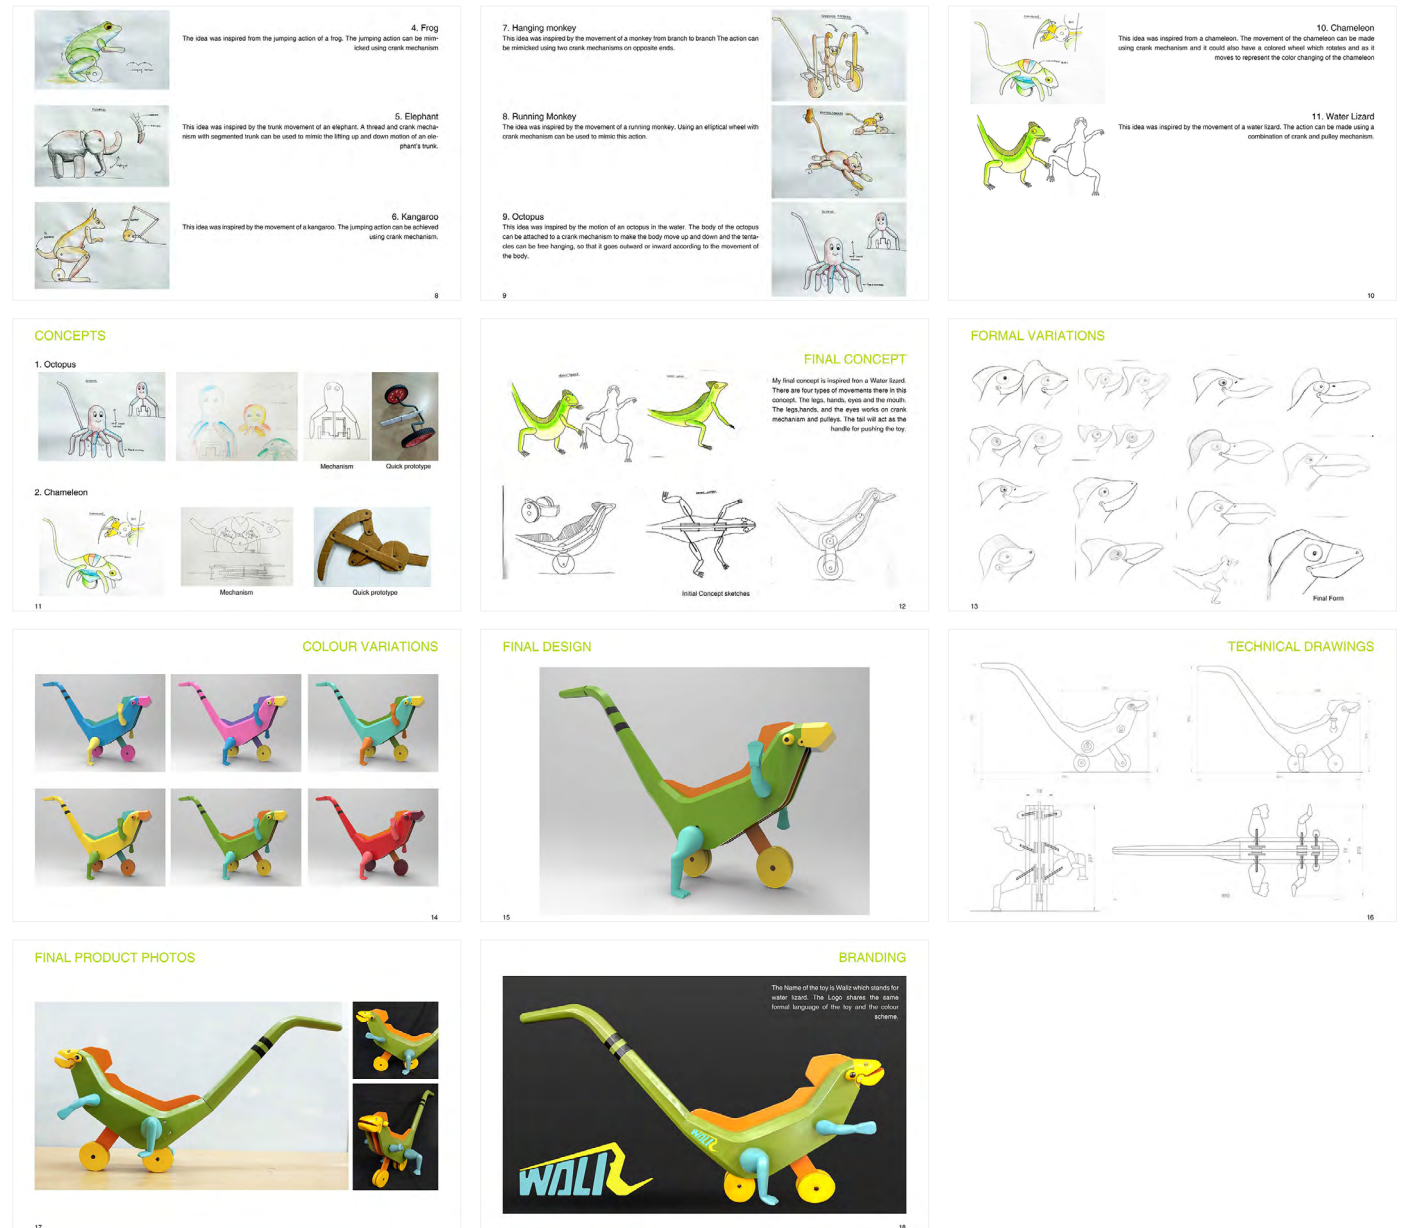 4. Frog
The idea was inspired from the jumping action of a frog. The jumping action can be mim-
icked using crank mechanism
5. Elephant
This idea was inspired by the trunk movement of an elephant. A thread and crank mecha-
nism with segmented trunk can be used to mimic the lifting up and down motion of an ele-
phant's trunk.
6. Kangaroo
This idea was inspired by the movement of a kangaroo. The jumping action can be achieved
using crank mechanism.
8
7. Hanging monkey
This idea was inspired by the movement of a monkey from branch to branch The action can
be mimicked using two crank mechanisms on opposite ends.
8. Running Monkey
The idea was inspired by the movement of a running monkey. Using an elliptical wheel with
crank mechanism can be used to mimic this action.
9. Octopus
This idea was inspired by the motion of an octopus in the water. The body of the octopus
can be attached to a crank mechanism to make the body move up and down and the tenta-
cles can be free hanging, so that it goes outward or inward according to the movement of
the body.
9
10. Chameleon
This idea was inspired from a chameleon. The movement of the chameleon can be made
using crank mechanism and it could also have a colored wheel which rotates and as it
moves to represent the color changing of the chameleon
11. Water Lizard
This idea was inspired by the movement of a water lizard. The action can be made using a
combination of crank and pulley mechanism.
10
CONCEPTS
1. Octopus
Mechanism
Quick prototype
2. Chameleon
Mechanism
Quick prototype
11
FINAL CONCEPT
My final concept is inspired from a Water lizard.
There are four types of movements there in this
concept. The legs, hands, eyes and the mouth.
The legs,hands, and the eyes works on crank
mechanism and pulleys. The tail will act as the
handle for pushing the toy.
Initial Concept sketches
12
FORMAL VARIATIONS
Final Form
13
COLOUR VARIATIONS
14
FINAL DESIGN
15
TECHNICAL DRAWINGS
16
FINAL PRODUCT PHOTOS
17
BRANDING
The Name of the toy is Waliz which stands for
water lizard. The Logo shares the same
formal language of the toy and the colour
scheme.
WALIZ
WALIZ
18